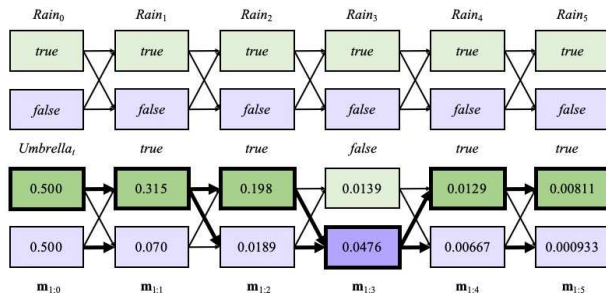 Rain0 Rain1 Rain2 Rain3 Rain4 Rain5
true true true true true true
false false false false false false
Umbrellat true true false true true
0.500 0.315 0.198 0.0139 0.0129 0.00811
0.500 0.070 0.0189 0.0476 0.00667 0.000933
m1:0 m1:1 m1:2 m1:3 m1:4 m1:5